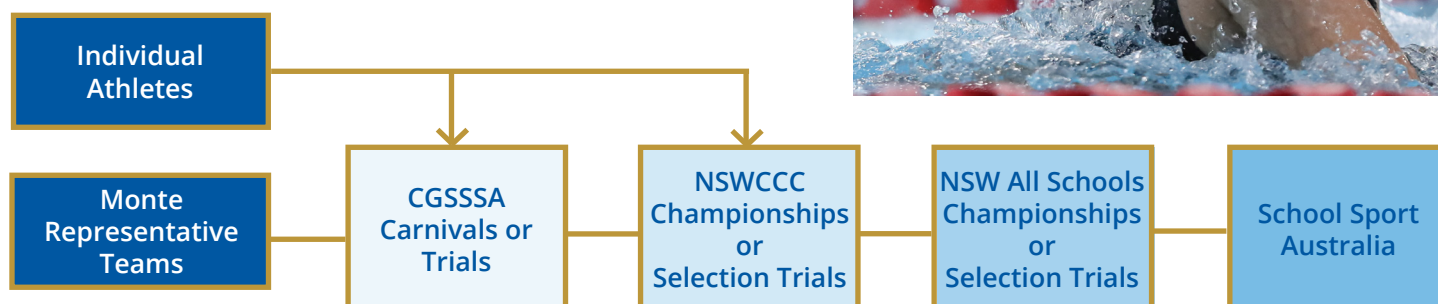 Individual
Athletes
Monte
Representative
Teams
CGSSSA
Carnivals or
Trials
NSWCCC
Championships
or
Selection Trials
NSW All Schools
Championships
or
Selection Trials
School Sport
Australia